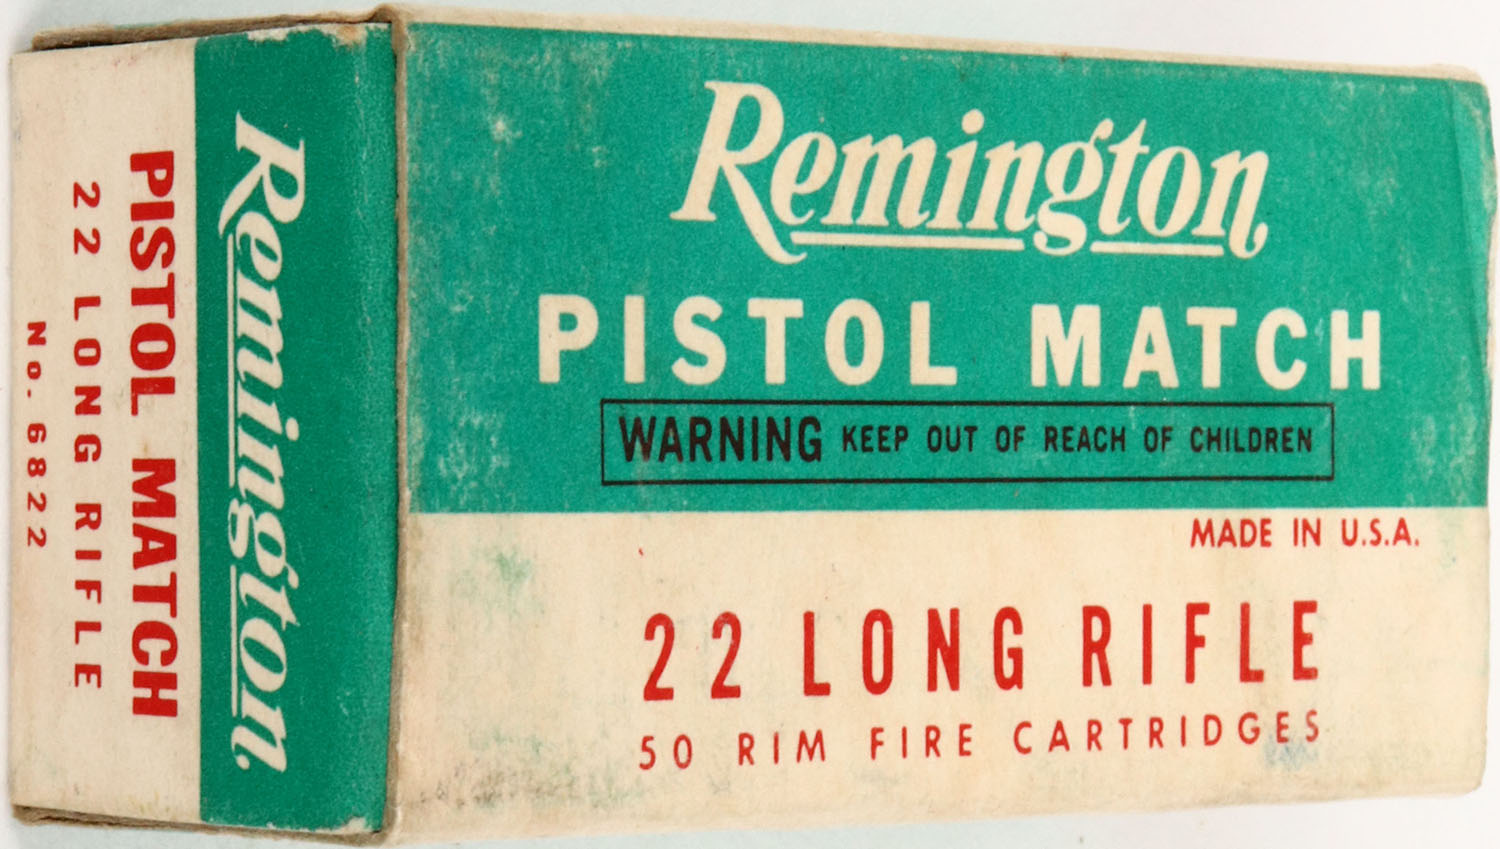 Remington
PISTOL MATCH
WARNING KEEP OUT OF REACH OF CHILDREN
MADE IN U.S.A.
22 LONG RIFLE
50 RIM FIRE CARTRIDGES
Remington
PISTOL MATCH
22 LONG RIFLE
No. 6822